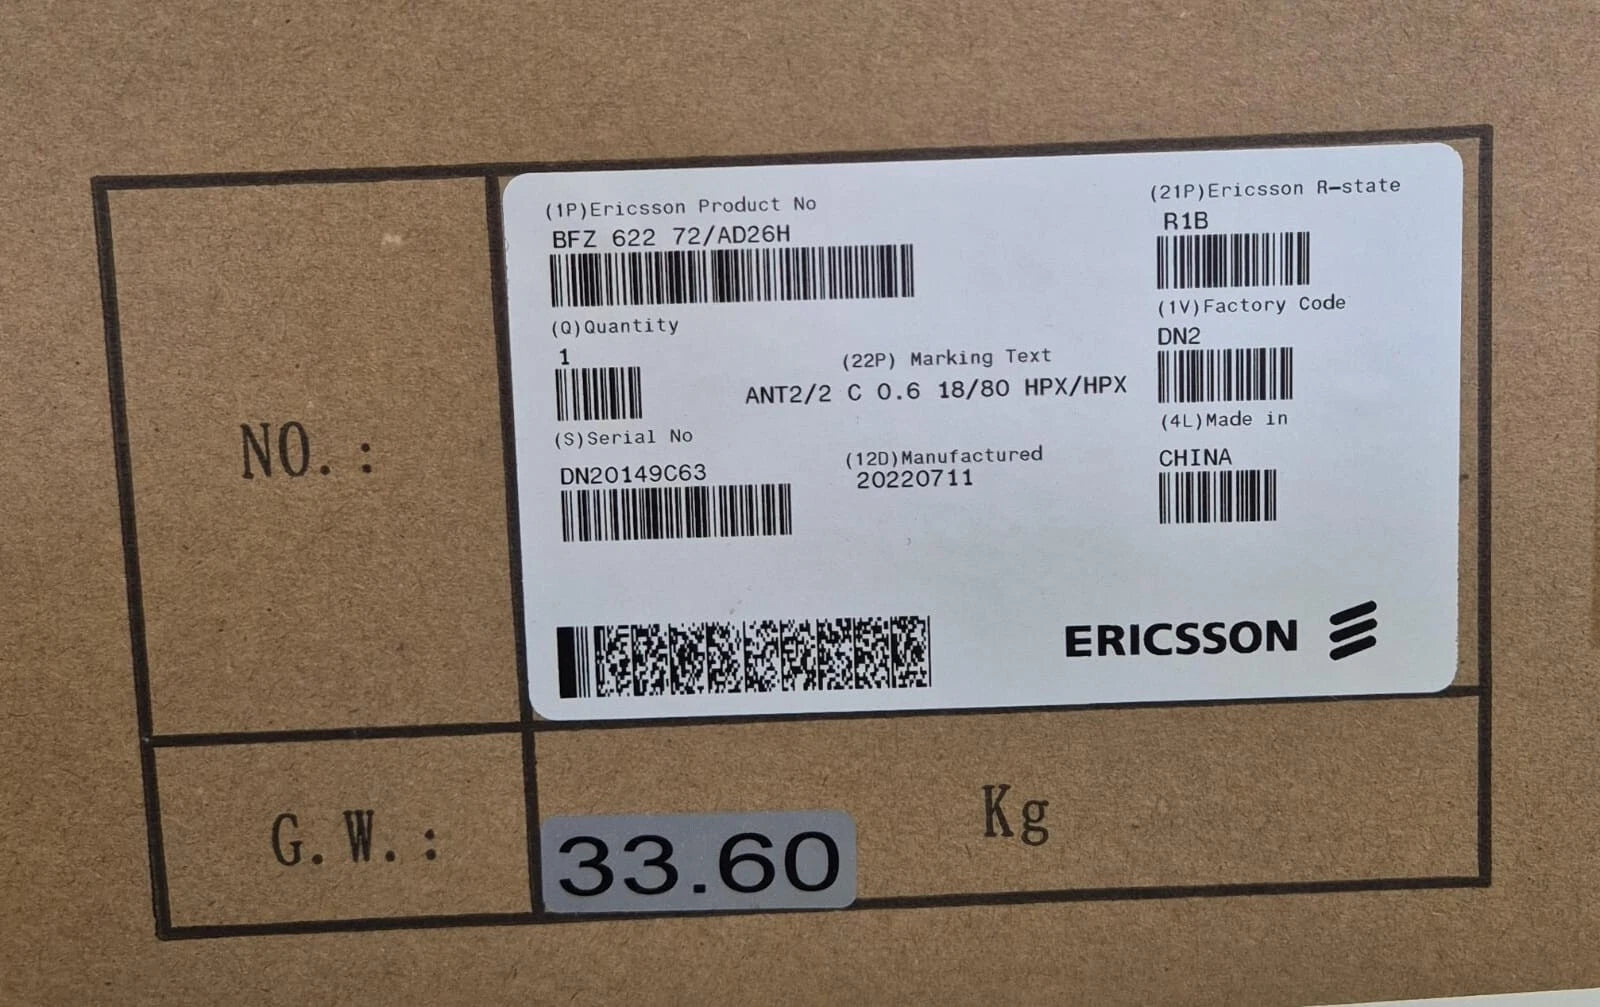 NO.:
(1P)Ericsson Product No
BFZ 622 72/AD26H
(21P)Ericsson R-state
R1B
(Q)Quantity
1
(22P) Marking Text
ANT2/2 C 0.6 18/80 HPX/HPX
(1V)Factory Code
DN2
(S)Serial No
DN20149C63
(12D)Manufactured
20220711
(4L)Made in
CHINA
ERICSSON
G.W.:
33.60
Kg